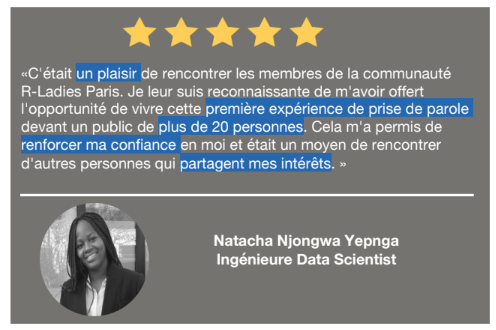 «C'était un plaisir de rencontrer les membres de la communauté
R-Ladies Paris. Je leur suis reconnaissante de m'avoir offert
l'opportunité de vivre cette première expérience de prise de parole
devant un public de plus de 20 personnes. Cela m'a permis de
renforcer ma confiance en moi et était un moyen de rencontrer
d'autres personnes qui partagent mes intérêts. »
Natacha Njongwa Yepnga
Ingénieure Data Scientist